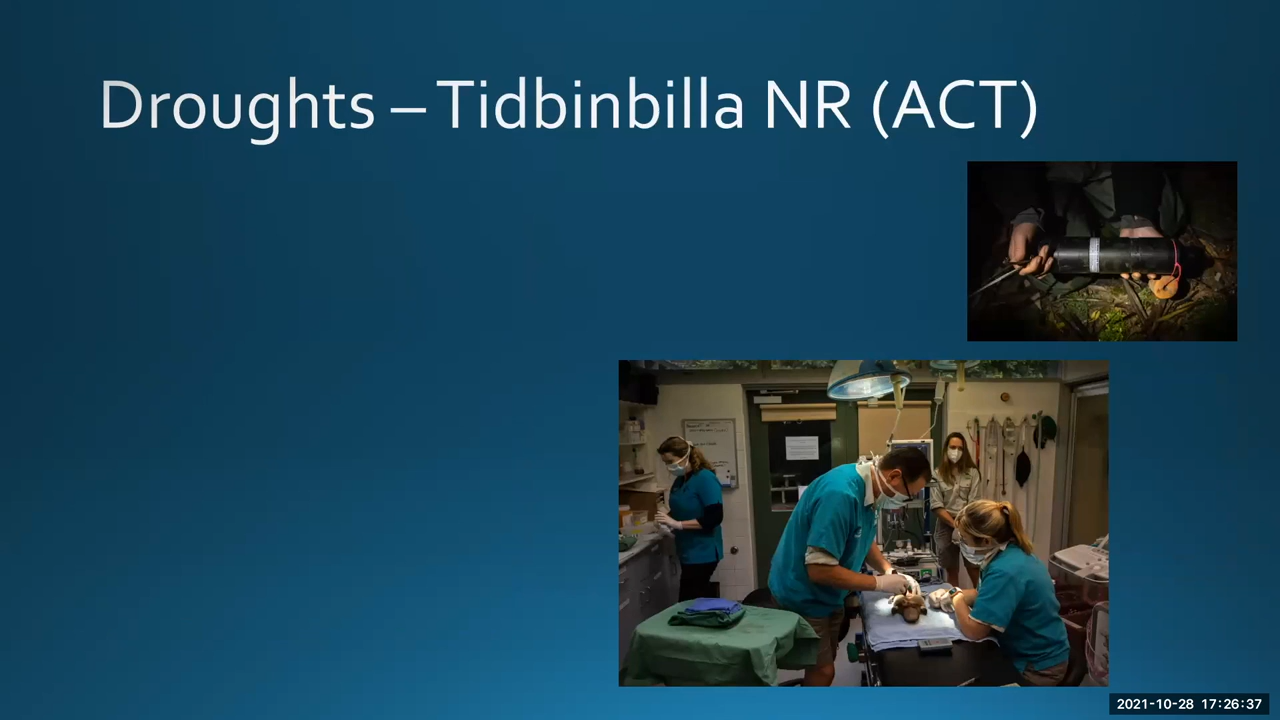 Droughts – Tidbinbilla NR (ACT)
2021-10-28 17:26:37